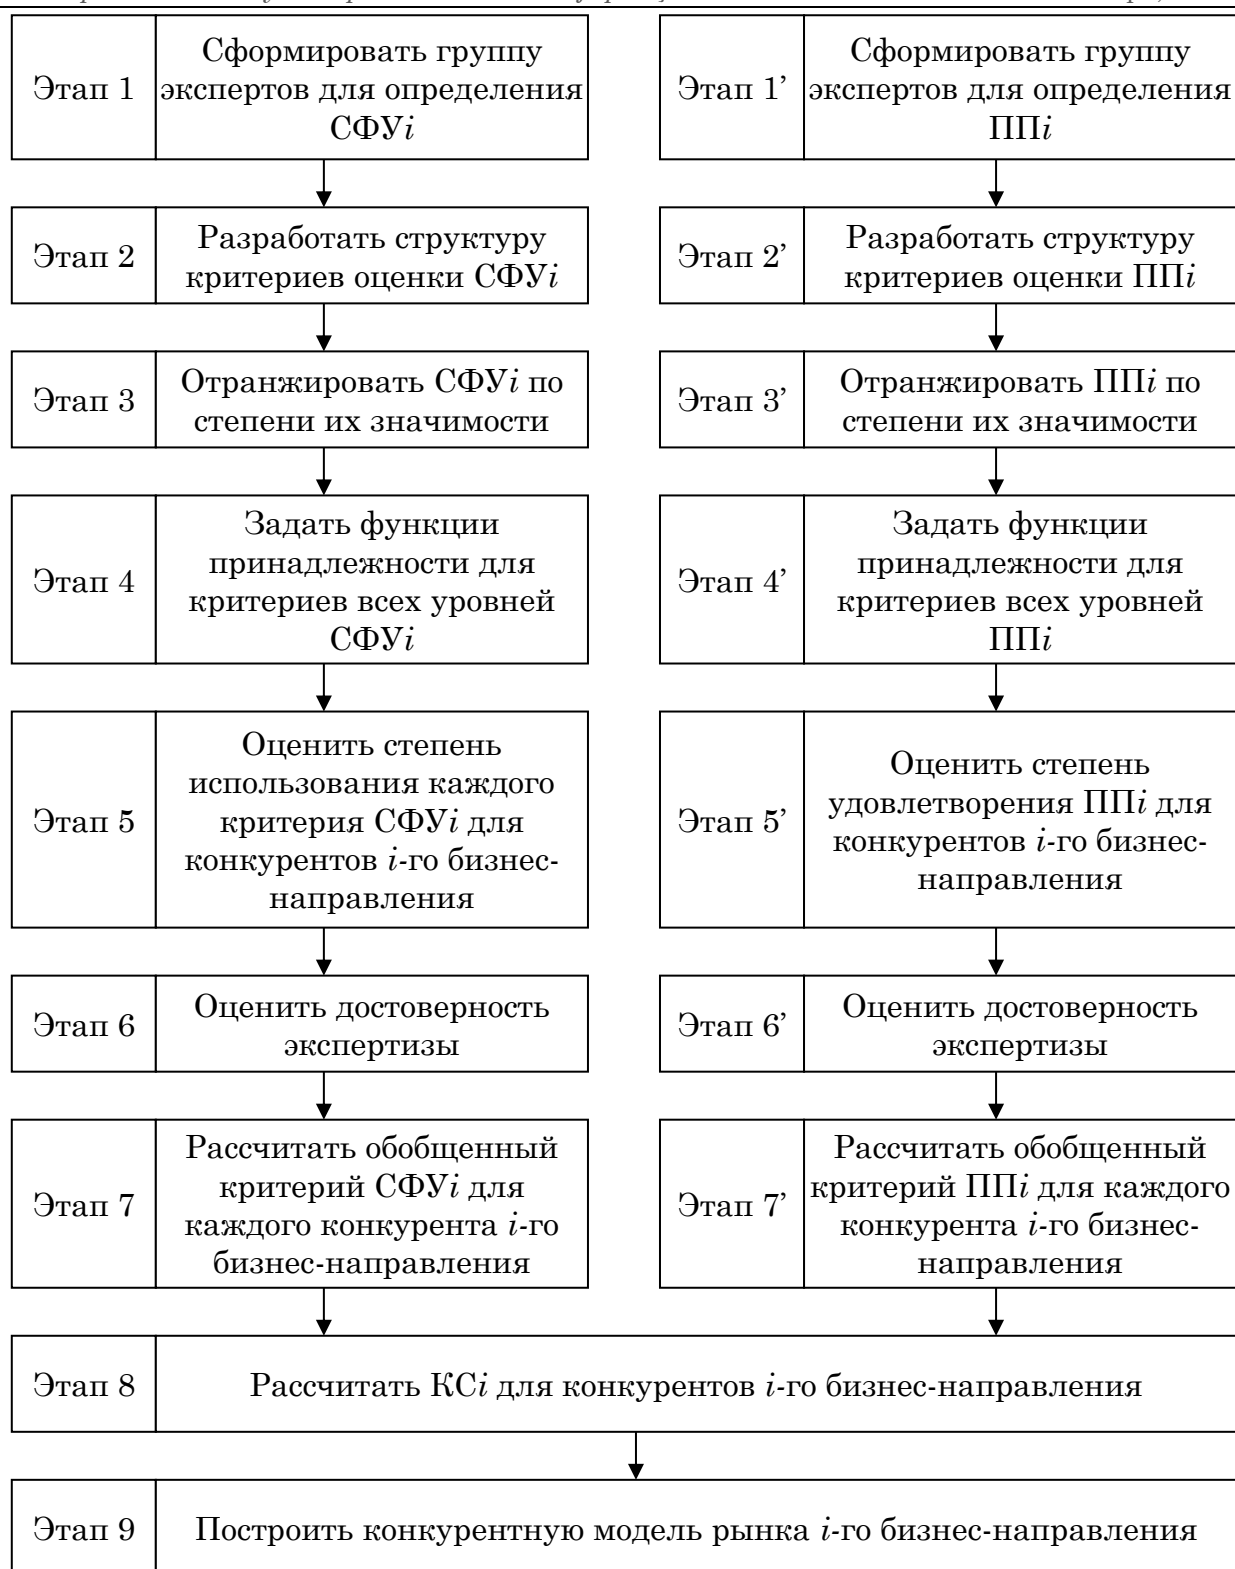 Этап 1
Сформировать группу
экспертов для определения
СФУi
Этап 1’
Сформировать группу
экспертов для определения
ППi
Этап 2
Разработать структуру
критериев оценки СФУi
Этап 2’
Разработать структуру
критериев оценки ППi
Этап 3
Отранжировать СФУi по
степени их значимости
Этап 3’
Отранжировать ППi по
степени их значимости
Этап 4
Задать функции
принадлежности для
критериев всех уровней
СФУi
Этап 4’
Задать функции
принадлежности для
критериев всех уровней
ППi
Этап 5
Оценить степень
использования каждого
критерия СФУi для
конкурентов i-го бизнес-
направления
Этап 5’
Оценить степень
удовлетворения ППi для
конкурентов i-го бизнес-
направления
Этап 6
Оценить достоверность
экспертизы
Этап 6’
Оценить достоверность
экспертизы
Этап 7
Рассчитать обобщенный
критерий СФУi для
каждого конкурента i-го
бизнес-направления
Этап 7’
Рассчитать обобщенный
критерий ППi для каждого
конкурента i-го бизнес-
направления
Этап 8
Рассчитать КСi для конкурентов i-го бизнес-направления
Этап 9
Построить конкурентную модель рынка i-го бизнес-направления